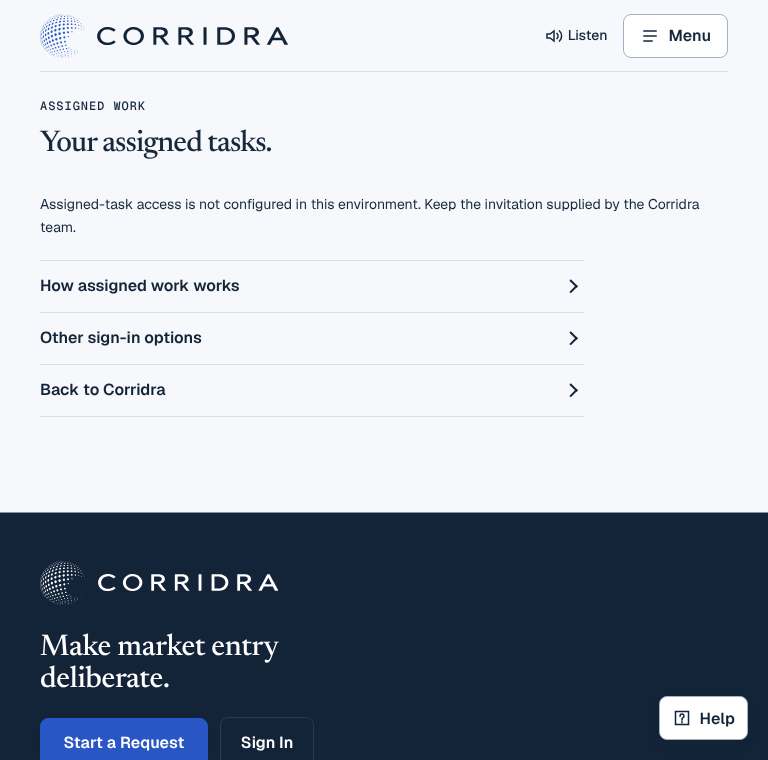 CORRIDRA
Listen
Menu
ASSIGNED WORK
Your assigned tasks.
Assigned-task access is not configured in this environment. Keep the invitation supplied by the Corridra
team.
How assigned work works
Other sign-in options
Back to Corridra
CORRIDRA
Make market entry
deliberate.
Start a Request
Sign In
Help